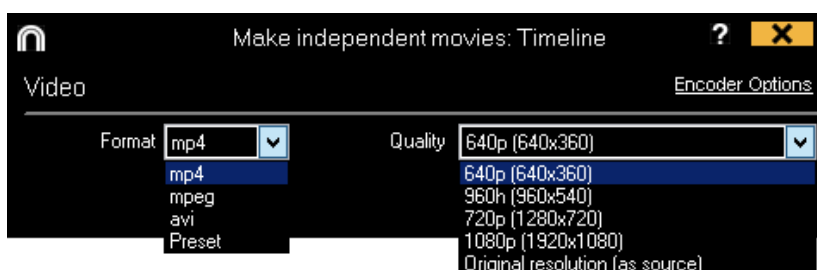 Make independent movies: Timeline ?
Video Encoder Options
Format mp4 Quality 640p (640x360)
mp4
mpeg
avi
Preset
640p (640x360)
960h (960x540)
720p (1280x720)
1080p (1920x1080)
Original resolution (as source)